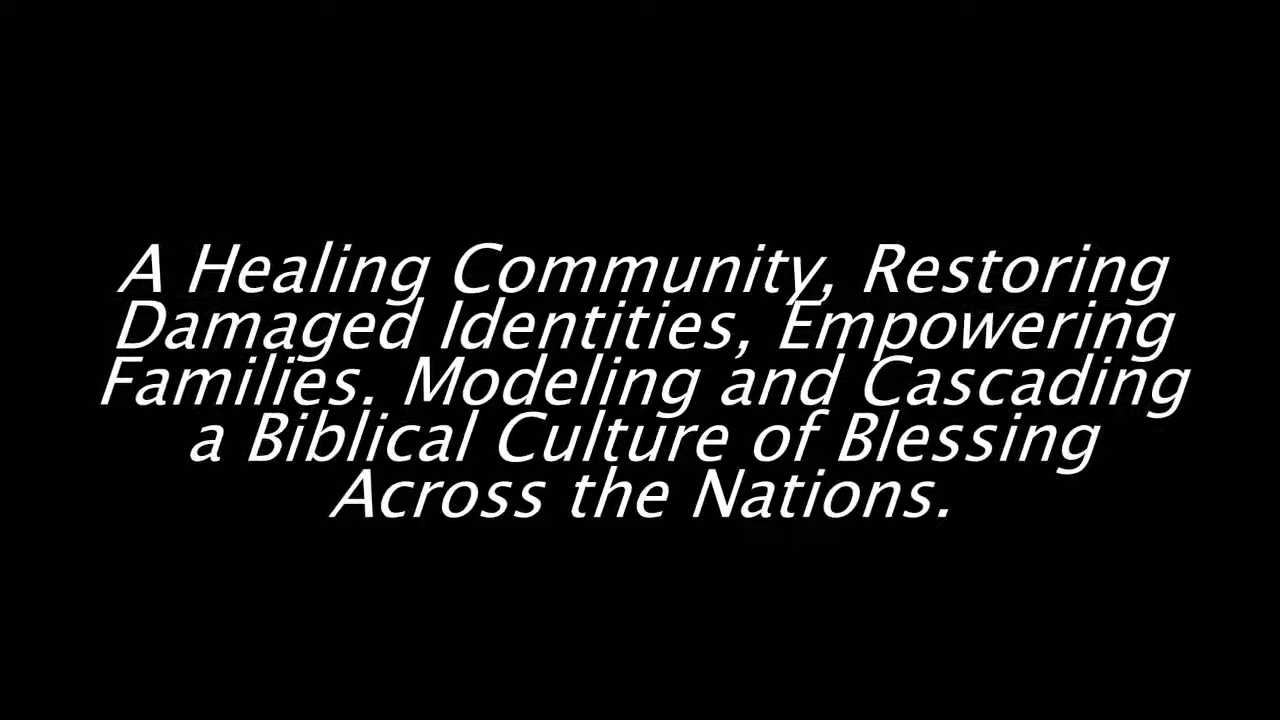 A Healing Community, Restoring
Damaged Identities, Empowering
Families. Modeling and Cascading
a Biblical Culture of Blessing
Across the Nations.